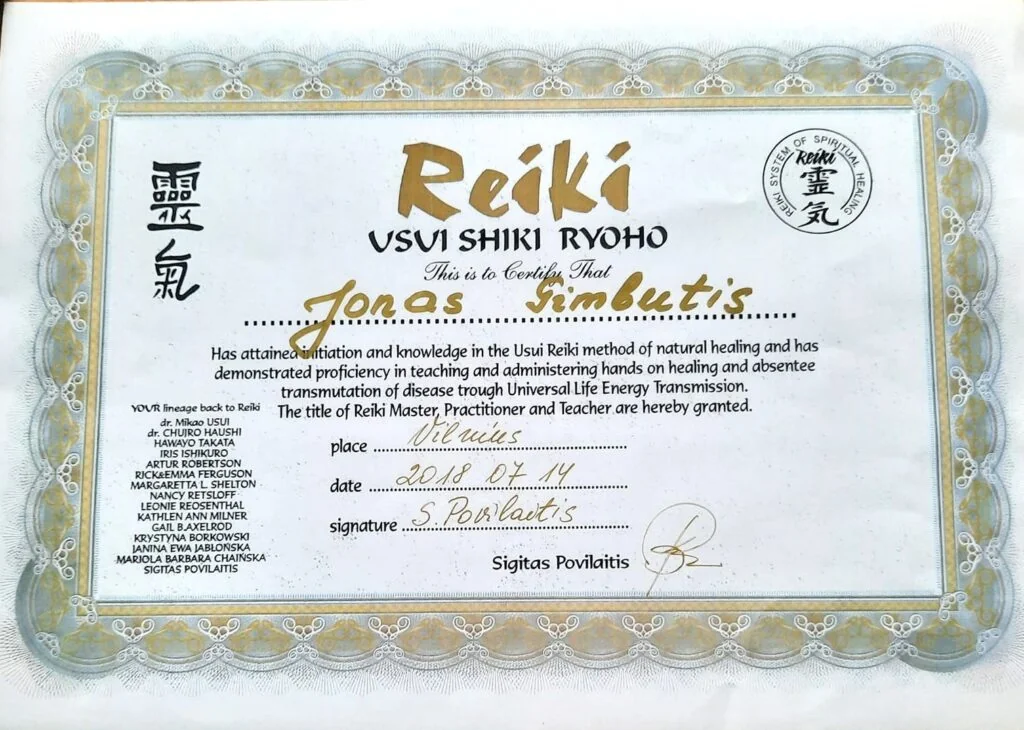 靈
氣
Reiki
REIKI SYSTEM OF SPIRITUAL HEALING
Reiki
霊
気
USUI SHIKI RYOHO
This is to Certify That
Jonas Gimbutis
Has attained initiation and knowledge in the Usui Reiki method of natural healing and has
demonstrated proficiency in teaching and administering hands on healing and absentee
transmutation of disease trough Universal Life Energy Transmission.
The title of Reiki Master, Practitioner and Teacher are hereby granted.
YOUR lineage back to Reiki
dr. Mikao USUI
dr. CHUJRO HAUSHI
HAWAYO TAKATA
IRIS ISHIKURO
ARTUR ROBERTSON
RICK&EMMA FERGUSON
MARGARETTA L. SHELTON
NANCY RETSLOFF
LEONIE REOSENTHAL
KATHLEN ANN MILNER
GAIL B.AXELROD
KRYSTYNA BORKOWSKI
JANINA EWA JABŁOŃSKA
MARIOLA BARBARA CHAIŃSKA
SIGITAS POVILAITIS
place Vilnius
date 2018 07 14
signature S. Povilaitis
Sigitas Povilaitis